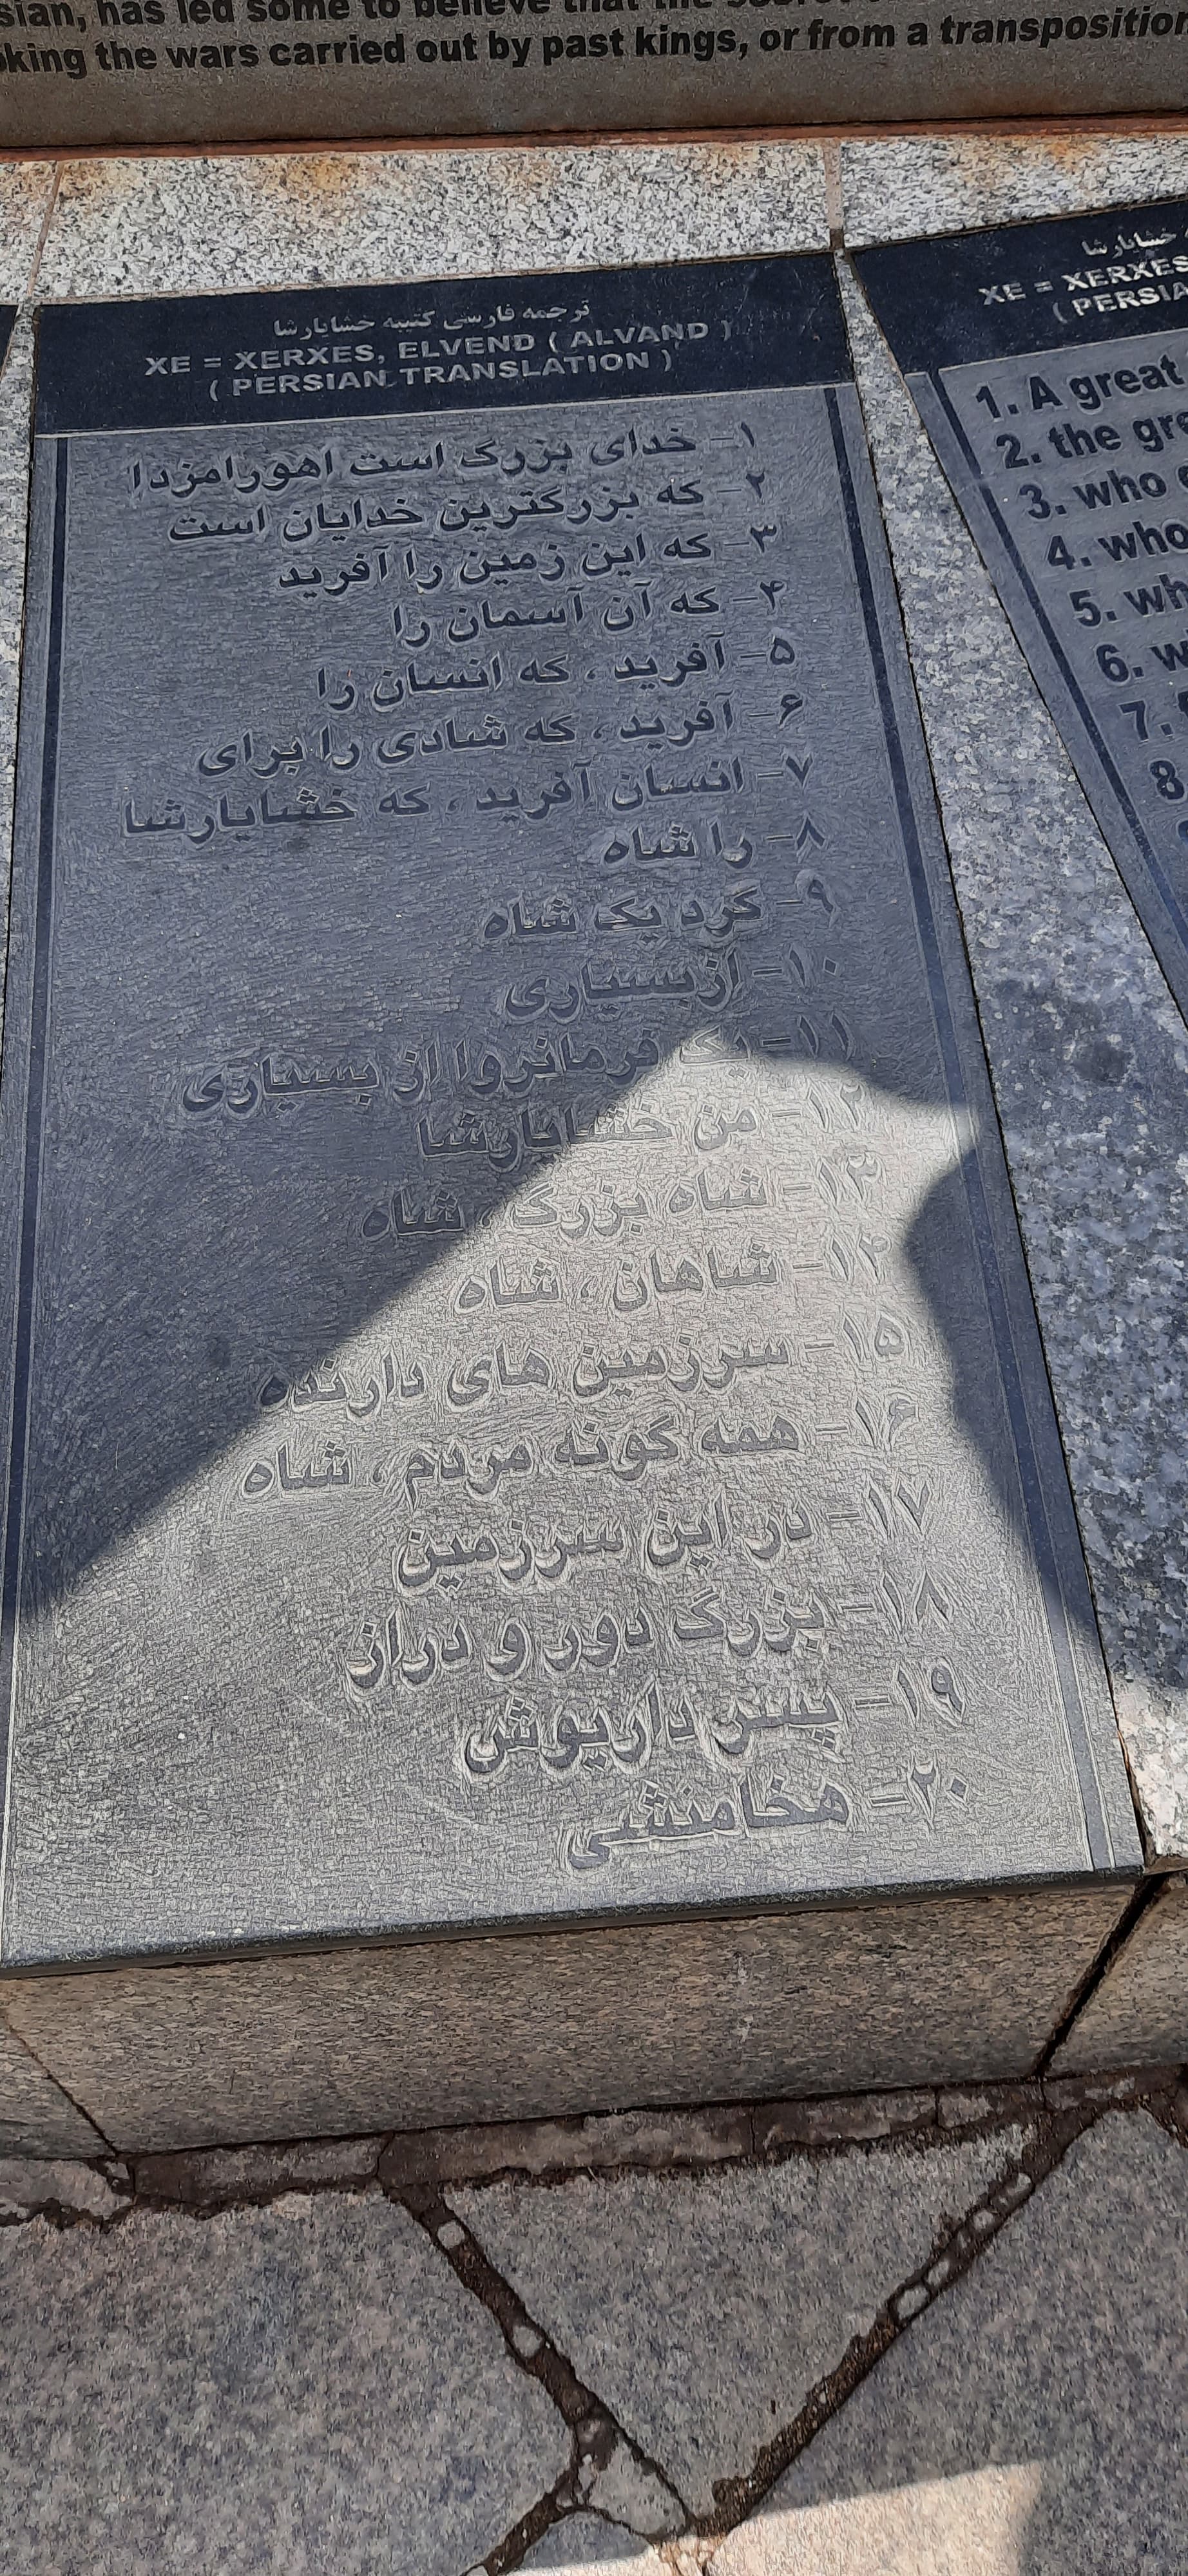 sian, has led some to believe that the
oking the wars carried out by past kings, or from a transposition
ترجمه فارسی کتیبه خشایارشا
XE = XERXES, ELVEND ( ALVAND )
( PERSIAN TRANSLATION )
۱- خدای بزرگ است اهورامزدا
۲- که بزرگترین خدایان است
۳- که این زمین را آفرید
۴- که آن آسمان را
۵- آفرید ، که انسان را
۶- آفرید ، که شادی را برای
۷- انسان آفرید ، که خشایارشا
۸- را شاه
۹- کرد یک شاه
۱۰- ازبسیاری
۱۱- یک فرمانروا از بسیاری
۱۲- من خشایارشا
۱۳- شاه بزرگ ، شاه
۱۴- شاهان ، شاه
۱۵- سرزمین های دارنده
۱۶- همه گونه مردم ، شاه
۱۷- در این سرزمین
۱۸- بزرگ دور و دراز
۱۹- پسر داریوش
۲۰- هخامنشی
خشایارشا
XE = XERXES
( PERSIA
1. A great
2. the gre
3. who
4. who
5. wh
6. w
7.
8